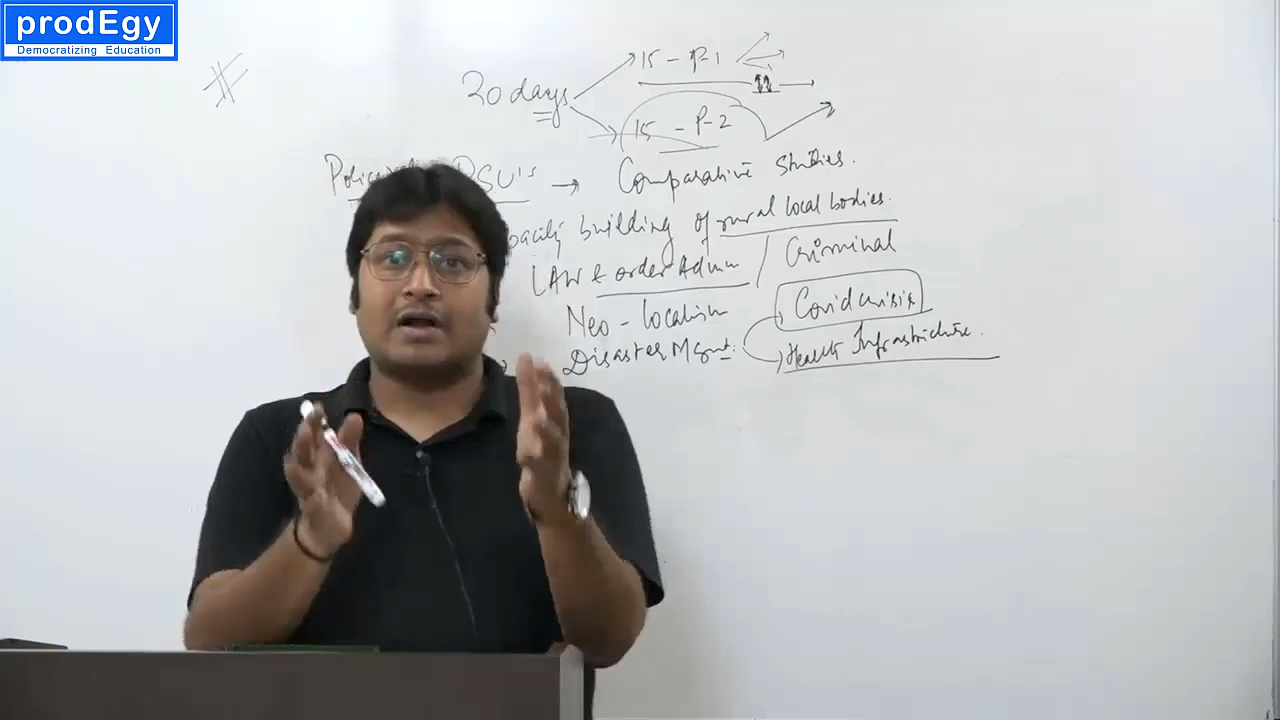 prodEgy
Democratizing Education
30 days
15 - P-1
15 - P-2
PSU's → Comparative Studies.
building of rural local bodies.
LAW & order Admn / Criminal
Neo - localism
Covid crisis
Disaster Mgmt.
Health Infrastructure.